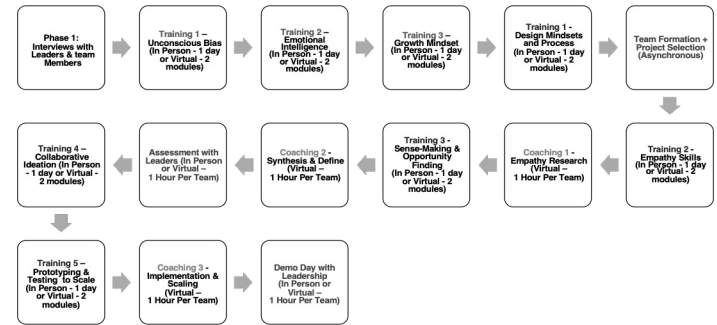 Phase 1:
Interviews with
Leaders & team
Members
Training 1 –
Unconscious Bias
(In Person - 1 day
or Virtual - 2
modules)
Training 2 –
Emotional
Intelligence
(In Person - 1 day
or Virtual - 2
modules)
Training 3 –
Growth Mindset
(In Person - 1 day
or Virtual - 2
modules)
Training 1 -
Design Mindsets
and Process
(In Person - 1 day
or Virtual - 2
modules)
Team Formation +
Project Selection
(Asynchronous)
Training 2 -
Empathy Skills
(In Person - 1 day
or Virtual - 2
modules)
Coaching 1 -
Empathy Research
(Virtual –
1 Hour Per Team)
Training 3 -
Sense-Making &
Opportunity
Finding
(In Person - 1 day
or Virtual - 2
modules)
Coaching 2 -
Synthesis & Define
(Virtual –
1 Hour Per Team)
Assessment with
Leaders (In Person
or Virtual –
1 Hour Per Team)
Training 4 –
Collaborative
Ideation (In Person
- 1 day or Virtual -
2 modules)
Training 5 –
Prototyping &
Testing to Scale
(In Person - 1 day
or Virtual - 2
modules)
Coaching 3 -
Implementation &
Scaling
(Virtual –
1 Hour Per Team)
Demo Day with
Leadership
(In Person or
Virtual –
1 Hour Per Team)